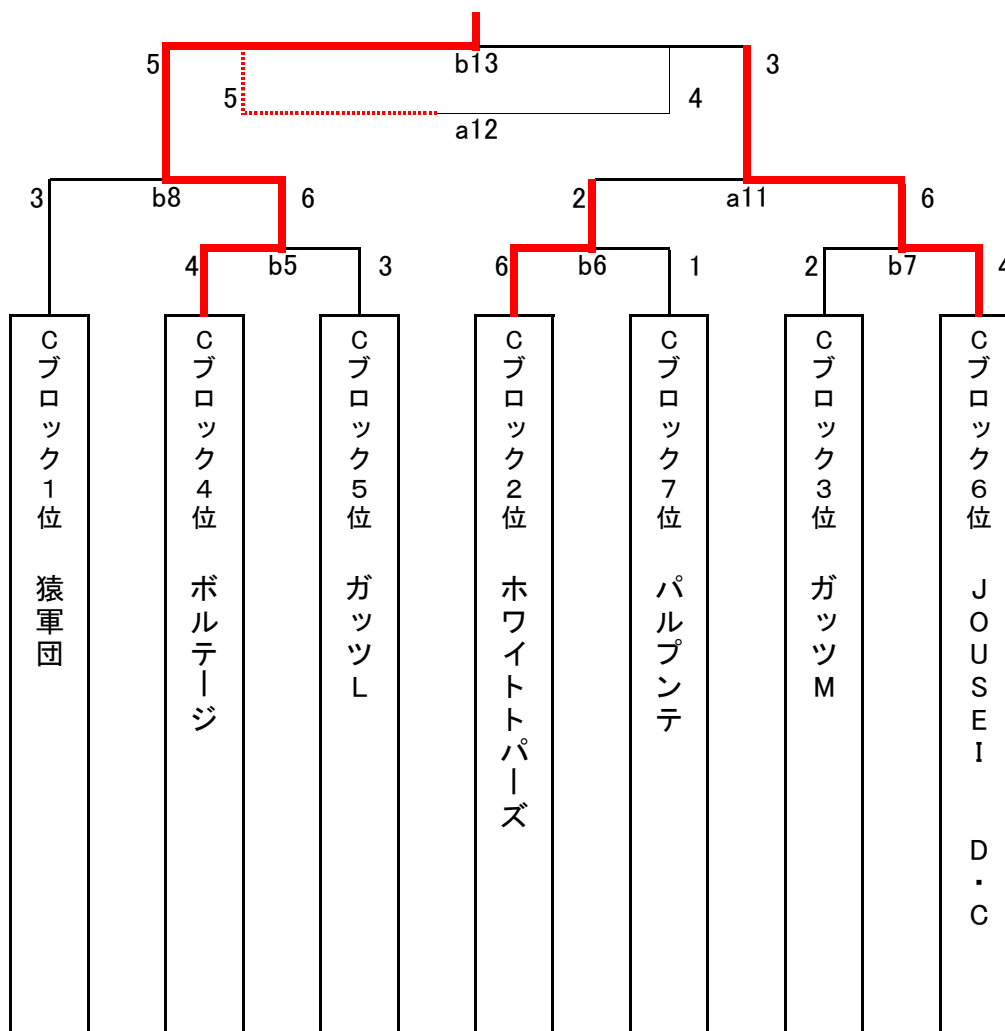 5
b13
3
5
4
a12
3
b8
6
2
a11
6
4
b5
3
6
b6
1
2
b7
4
Cブロック1位 猿軍団
Cブロック4位 ボルテージ
Cブロック5位 ガッツL
Cブロック2位 ホワイトトパーズ
Cブロック7位 パルプンテ
Cブロック3位 ガッツM
Cブロック6位 JOUSEI D・C